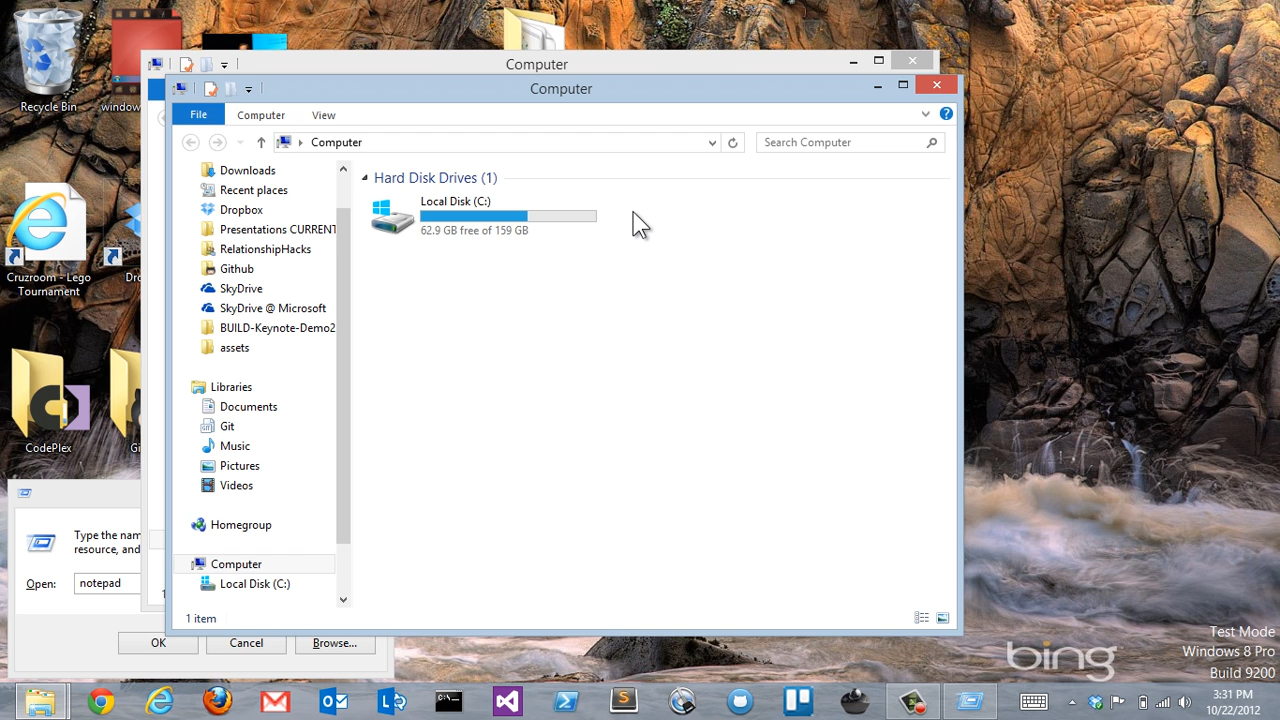 Recycle Bin
window
Cruzroom - Lego
Tournament
Dro
CodePlex
Gi
Computer
Computer
File
Computer
View
Computer
Search Computer
Downloads
Recent places
Dropbox
Presentations CURRENT
RelationshipHacks
Github
SkyDrive
SkyDrive @ Microsoft
BUILD-Keynote-Demo2
assets
Libraries
Documents
Git
Music
Pictures
Videos
Homegroup
Computer
Local Disk (C:)
Hard Disk Drives (1)
Local Disk (C:)
62.9 GB free of 159 GB
1 item
Type the nam
resource, and
Open:
notepad
OK
Cancel
Browse...
bing
Test Mode
Windows 8 Pro
Build 9200
3:31 PM
10/22/2012